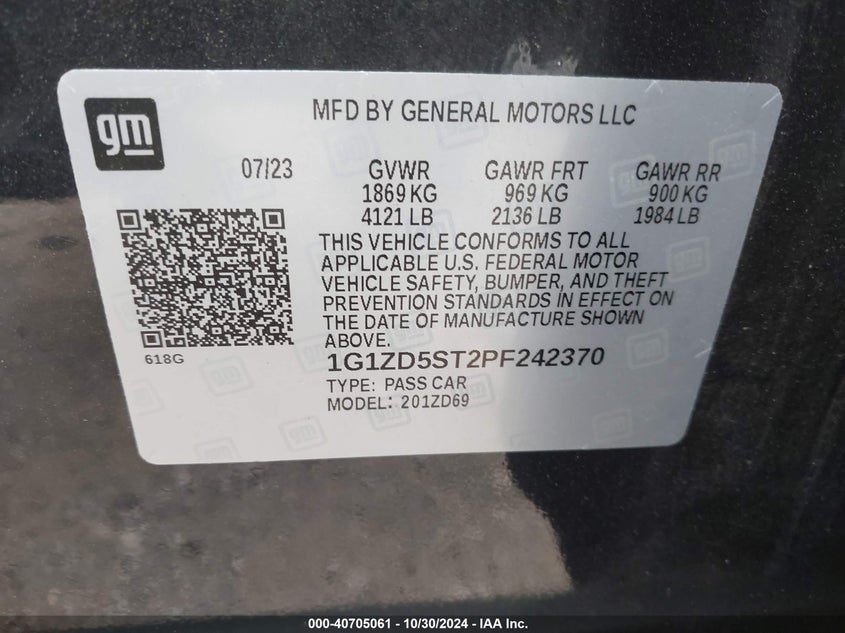 gm
MFD BY GENERAL MOTORS LLC
07/23 GVWR GAWR FRT GAWR RR
1869 KG 969 KG 900 KG
4121 LB 2136 LB 1984 LB
THIS VEHICLE CONFORMS TO ALL
APPLICABLE U.S. FEDERAL MOTOR
VEHICLE SAFETY, BUMPER, AND THEFT
PREVENTION STANDARDS IN EFFECT ON
THE DATE OF MANUFACTURE SHOWN
ABOVE.
618G
1G1ZD5ST2PF242370
TYPE: PASS CAR
MODEL: 201ZD69
000-40705061 - 10/30/2024 - IAA Inc.